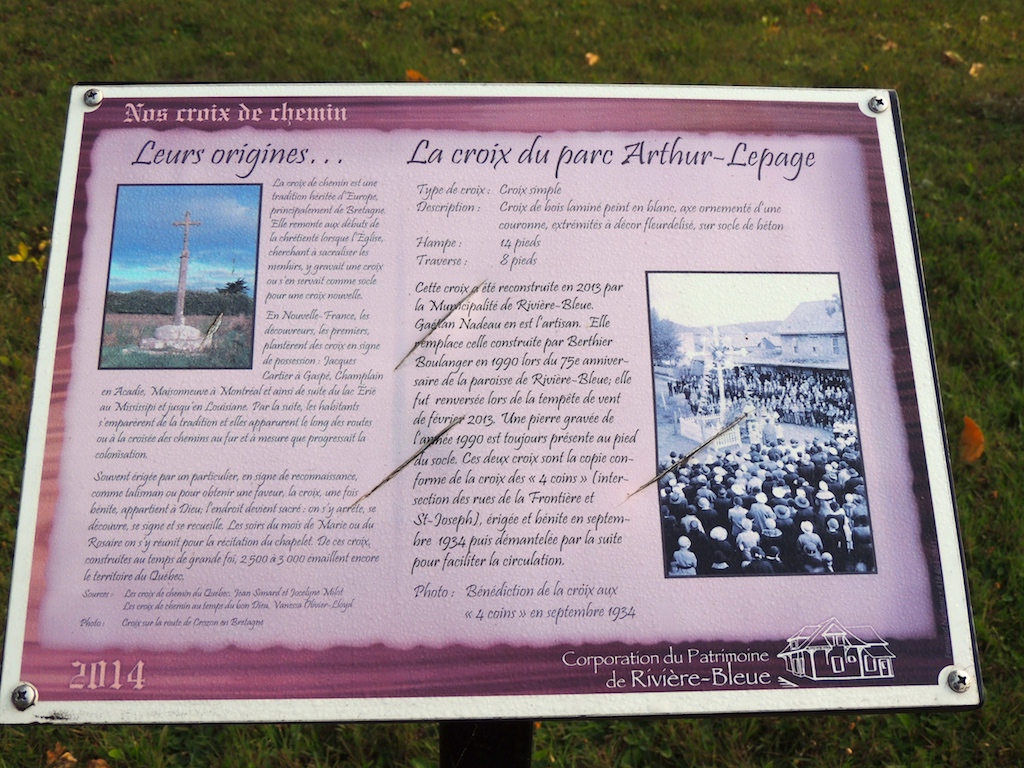 Nos croix de chemin
Leurs origines...
La croix de chemin est une
tradition héritée d'Europe,
principalement de Bretagne.
Elle remonte aux débuts de
la chrétienté lorsque l'Église,
cherchant à sacraliser les
menhirs, y gravait une croix
ou s'en servait comme socle
pour une croix nouvelle.
En Nouvelle-France, les
découvreurs, les premiers,
plantèrent des croix en signe
de possession : Jacques
Cartier à Gaspé, Champlain
en Acadie, Maisonneuve à Montréal et ainsi de suite du lac Érié
au Mississipi et jusqu'en Louisiane. Par la suite, les habitants
s'emparèrent de la tradition et elles apparurent le long des routes
ou à la croisée des chemins au fur et à mesure que progressait la
colonisation.
Souvent érigée par un particulier, en signe de reconnaissance,
comme talisman ou pour obtenir une faveur, la croix, une fois
bénite, appartient à Dieu; l'endroit devient sacré : on s'y arrête, se
découvre, se signe et se recueille. Les soirs du mois de Marie ou du
Rosaire on s'y réunit pour la récitation du chapelet. De ces croix,
construites au temps de grande foi, 2,500 à 3 000 émaillent encore
le territoire du Québec.
Sources : Les croix de chemin du Québec, Jean Simard et Jocelyne Milot
Les croix de chemin au temps du bon Dieu, Vanessa Olivier-Lloyd
Photo : Croix sur la route de Crozon en Bretagne
2014
La croix du parc Arthur-Lepage
Type de croix : Croix simple
Description : Croix de bois laminé peint en blanc, axe ornementé d'une
couronne, extrémités à décor fleurdelisé, sur socle de béton
Hampe : 14 pieds
Traverse : 8 pieds
Cette croix a été reconstruite en 2013 par
la Municipalité de Rivière-Bleue.
Gaétan Nadeau en est l'artisan. Elle
remplace celle construite par Berthier
Boulanger en 1990 lors du 75e anniver-
saire de la paroisse de Rivière-Bleue; elle
fut renversée lors de la tempête de vent
de février 2013. Une pierre gravée de
l'année 1990 est toujours présente au pied
du socle. Ces deux croix sont la copie con-
forme de la croix des « 4 coins » (inter-
section des rues de la Frontière et
St-Joseph), érigée et bénite en septem-
bre 1934 puis démantelée par la suite
pour faciliter la circulation.
Photo : Bénédiction de la croix aux
« 4 coins » en septembre 1934
Corporation du Patrimoine
de Rivière-Bleue